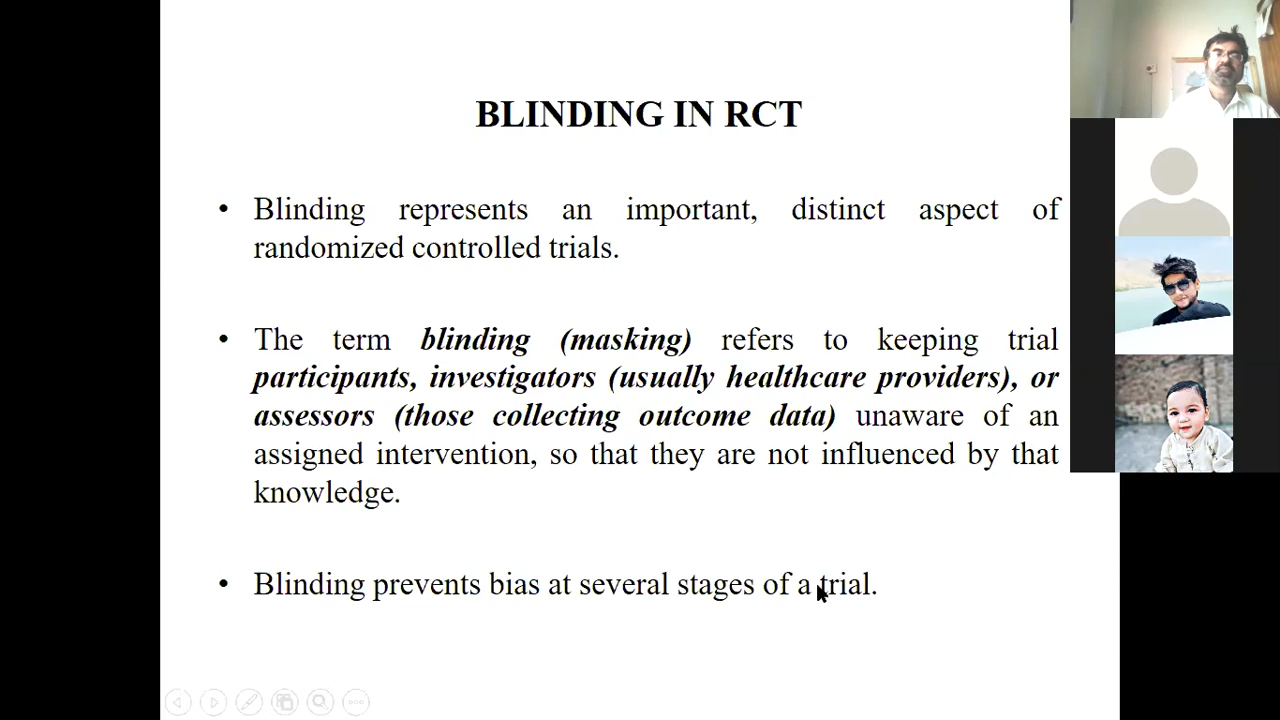 BLINDING IN RCT
• Blinding represents an important, distinct aspect of
randomized controlled trials.
• The term blinding (masking) refers to keeping trial
participants, investigators (usually healthcare providers), or
assessors (those collecting outcome data) unaware of an
assigned intervention, so that they are not influenced by that
knowledge.
• Blinding prevents bias at several stages of a trial.